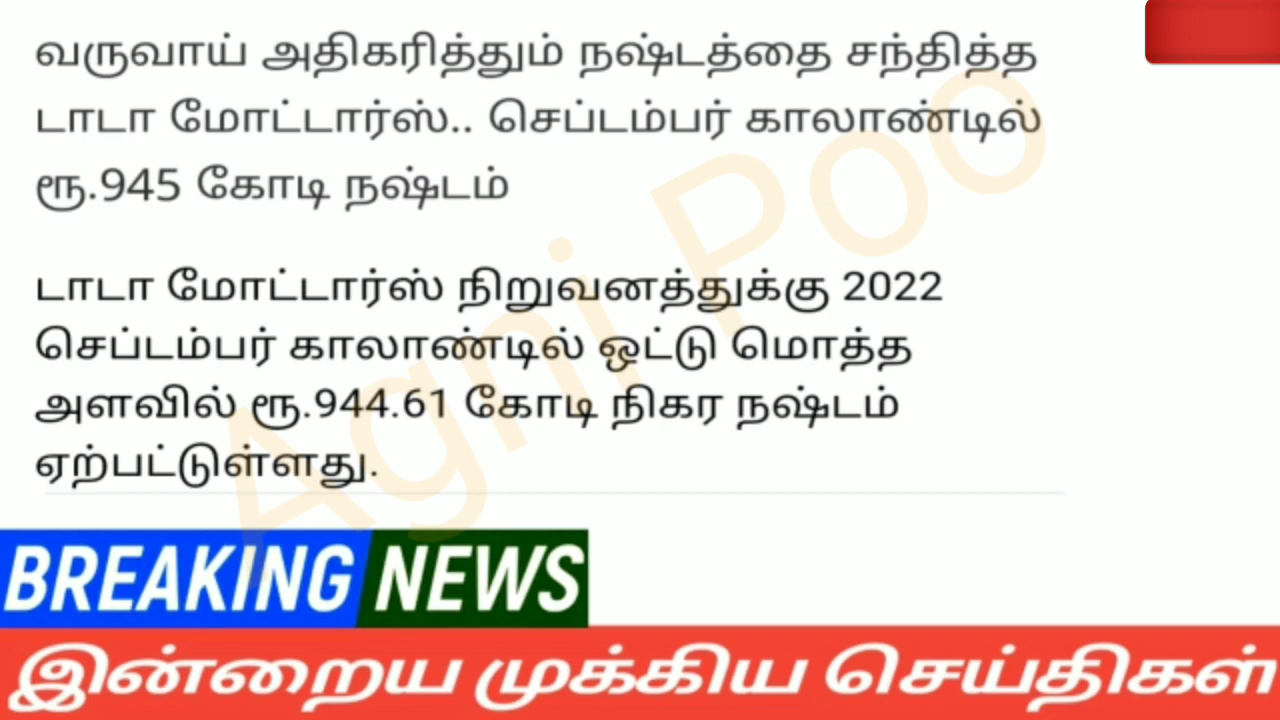 வருவாய் அதிகரித்தும் நஷ்டத்தை சந்தித்த
டாடா மோட்டார்ஸ்.. செப்டம்பர் காலாண்டில்
ரூ.945 கோடி நஷ்டம்
டாடா மோட்டார்ஸ் நிறுவனத்துக்கு 2022
செப்டம்பர் காலாண்டில் ஒட்டு மொத்த
அளவில் ரூ.944.61 கோடி நிகர நஷ்டம்
ஏற்பட்டுள்ளது.
Agni Poo
BREAKING NEWS
இன்றைய முக்கிய செய்திகள்